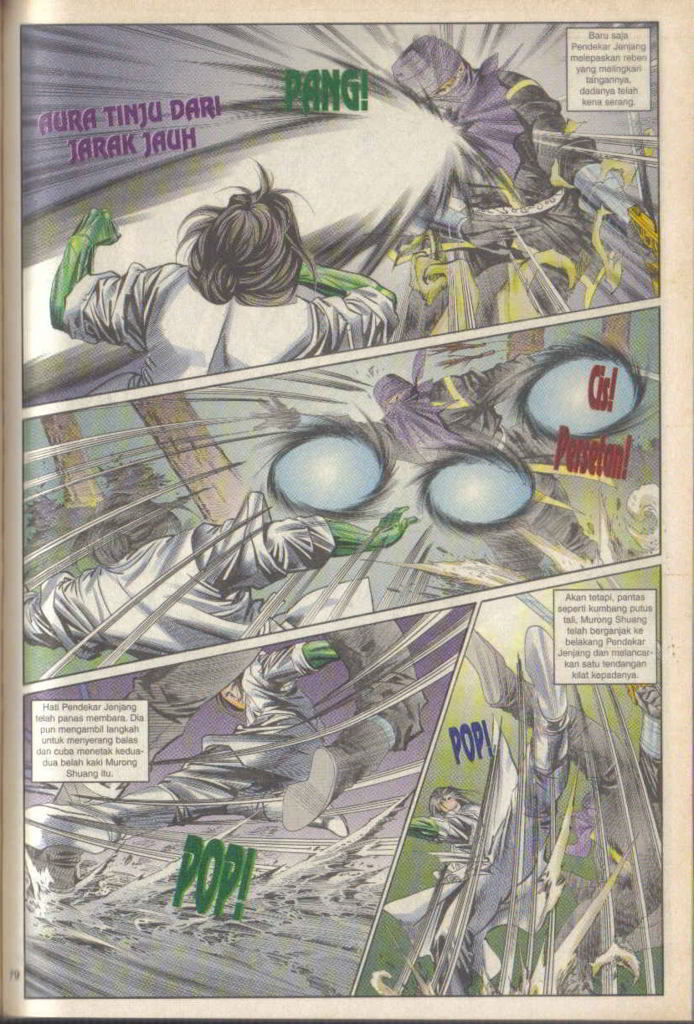 Baru saja
Pendekar Jenjang
melepaskan reben
yang melingkari
tangannya,
dadanya telah
kena serang.
PANG!
AURA TINJU DARI
JARAK JAUH
Cis!
Persetan!
Akan tetapi, pantas
seperti kumbang putus
tali, Murong Shuang
telah berganjak ke
belakang Pendekar
Jenjang dan melancar-
kan satu tendangan
kilat kepadanya.
Hati Pendekar Jenjang
telah panas membara. Dia
pun mengambil langkah
untuk menyerang balas
dan cuba menetak kedua-
dua belah kaki Murong
Shuang itu.
POP!
POP!